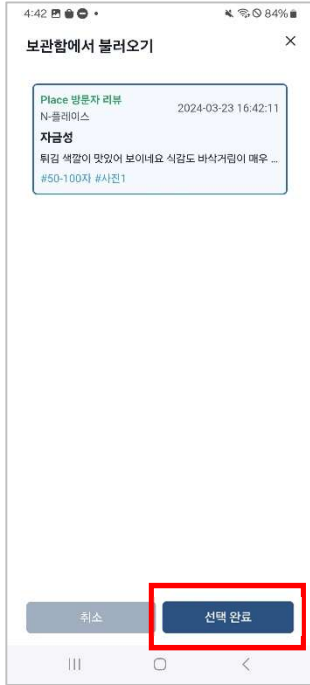 4:42
84%
보관함에서 불러오기
Place 방문자 리뷰
N-플레이스
2024-03-23 16:42:11
자금성
튀김 색깔이 맛있어 보이네요 식감도 바삭거림이 매우 ...
#50-100자 #사진1
취소
선택 완료